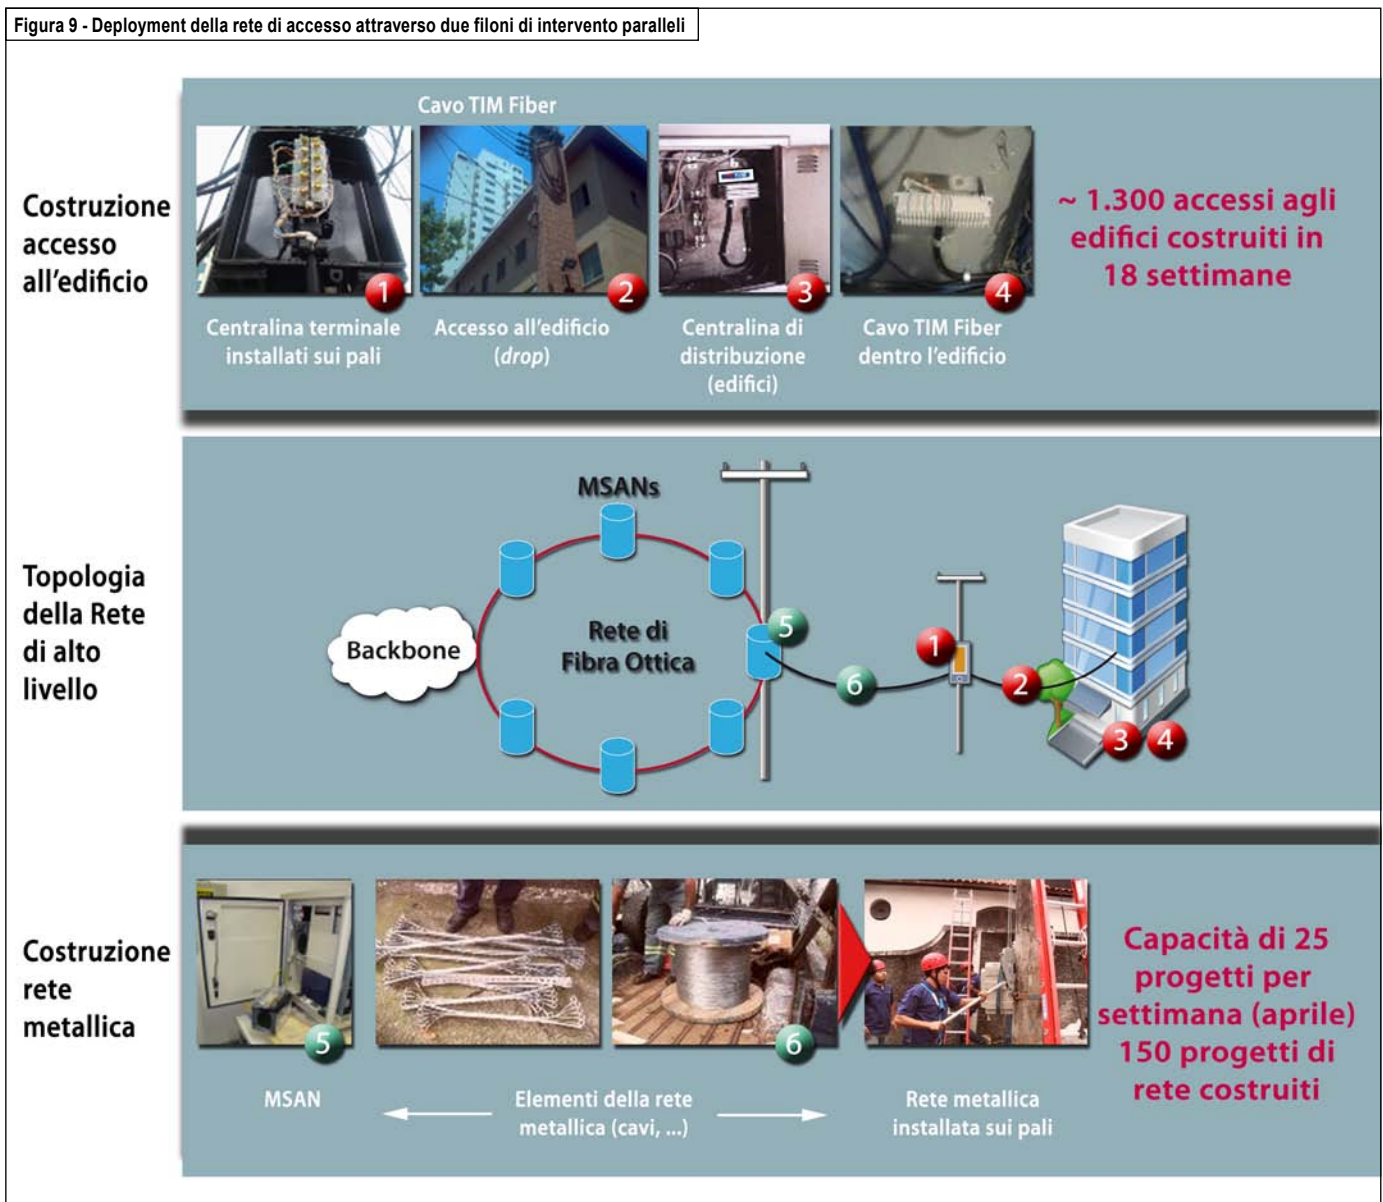 Figura 9 - Deployment della rete di accesso attraverso due filoni di intervento paralleli
Costruzione
accesso
all'edificio
Cavo TIM Fiber
1
2
3
4
Centralina terminale
installati sui pali
Accesso all'edificio
(drop)
Centralina di
distribuzione
(edifici)
Cavo TIM Fiber
dentro l'edificio
~ 1.300 accessi agli
edifici costruiti in
18 settimane
Topologia
della Rete
di alto
livello
MSANs
Backbone
Rete di
Fibra Ottica
5
6
1
2
3
4
Costruzione
rete
metallica
5
6
MSAN
Elementi della rete
metallica (cavi, ...)
Rete metallica
installata sui pali
Capacità di 25
progetti per
settimana (aprile)
150 progetti di
rete costruiti